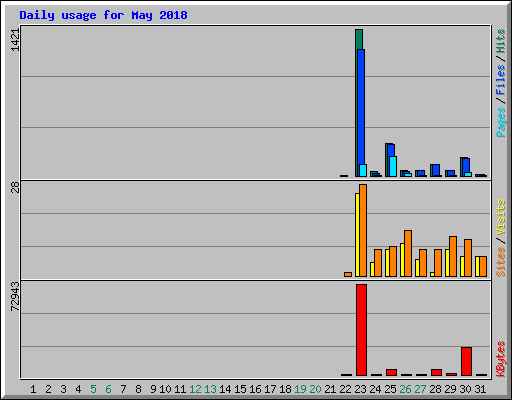 Daily usage for May 2018
1421
Pages / Files / Hits
28
Sites / Visits
72943
KBytes
1 2 3 4 5 6 7 8 9 10 11 12 13 14 15 16 17 18 19 20 21 22 23 24 25 26 27 28 29 30 31